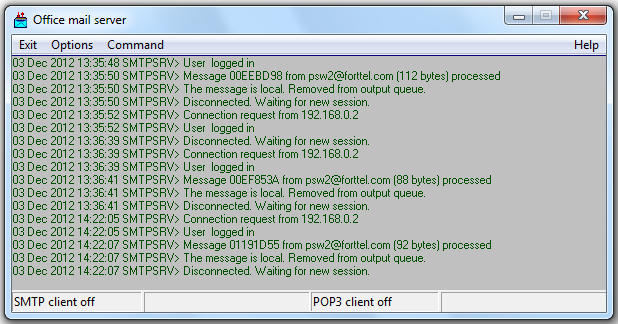 Office mail server
Exit Options Command Help
03 Dec 2012 13:35:48 SMTPSRV> User  logged in
03 Dec 2012 13:35:50 SMTPSRV> Message 00EEBD98 from psw2@forttel.com (112 bytes) processed
03 Dec 2012 13:35:50 SMTPSRV> The message is local. Removed from output queue.
03 Dec 2012 13:35:50 SMTPSRV> Disconnected. Waiting for new session.
03 Dec 2012 13:35:52 SMTPSRV> Connection request from 192.168.0.2
03 Dec 2012 13:35:52 SMTPSRV> User  logged in
03 Dec 2012 13:36:39 SMTPSRV> Disconnected. Waiting for new session.
03 Dec 2012 13:36:39 SMTPSRV> Connection request from 192.168.0.2
03 Dec 2012 13:36:39 SMTPSRV> User  logged in
03 Dec 2012 13:36:41 SMTPSRV> Message 00EF853A from psw2@forttel.com (88 bytes) processed
03 Dec 2012 13:36:41 SMTPSRV> The message is local. Removed from output queue.
03 Dec 2012 13:36:41 SMTPSRV> Disconnected. Waiting for new session.
03 Dec 2012 14:22:05 SMTPSRV> Connection request from 192.168.0.2
03 Dec 2012 14:22:05 SMTPSRV> User  logged in
03 Dec 2012 14:22:07 SMTPSRV> Message 01191D55 from psw2@forttel.com (92 bytes) processed
03 Dec 2012 14:22:07 SMTPSRV> The message is local. Removed from output queue.
03 Dec 2012 14:22:07 SMTPSRV> Disconnected. Waiting for new session.
SMTP client off POP3 client off